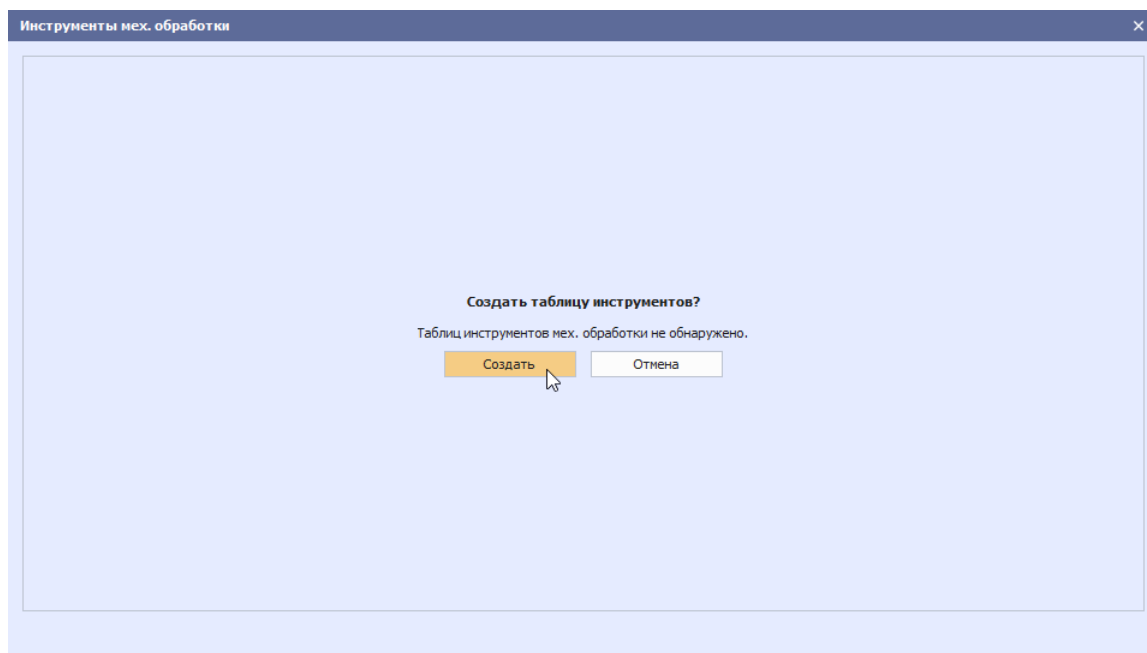 Инструменты мех. обработки
Создать таблицу инструментов?
Таблиц инструментов мех. обработки не обнаружено.
Создать
Отмена